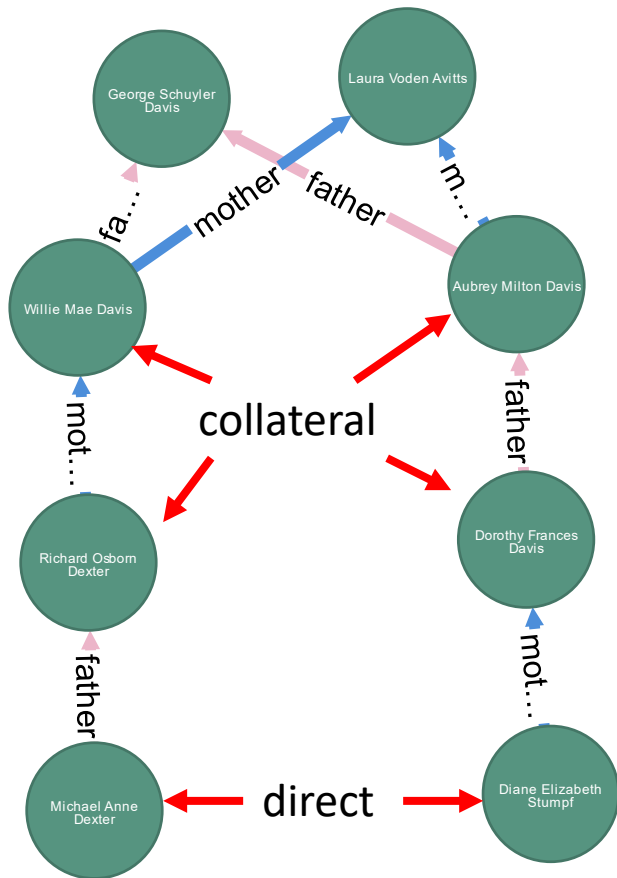 George Schuyler
Davis
Laura Voden Avitts
fa…
mother
father
m…
Willie Mae Davis
Aubrey Milton Davis
mot…
collateral
father
Richard Osborn
Dexter
Dorothy Frances
Davis
father
mot…
Michael Anne
Dexter
direct
Diane Elizabeth
Stumpf